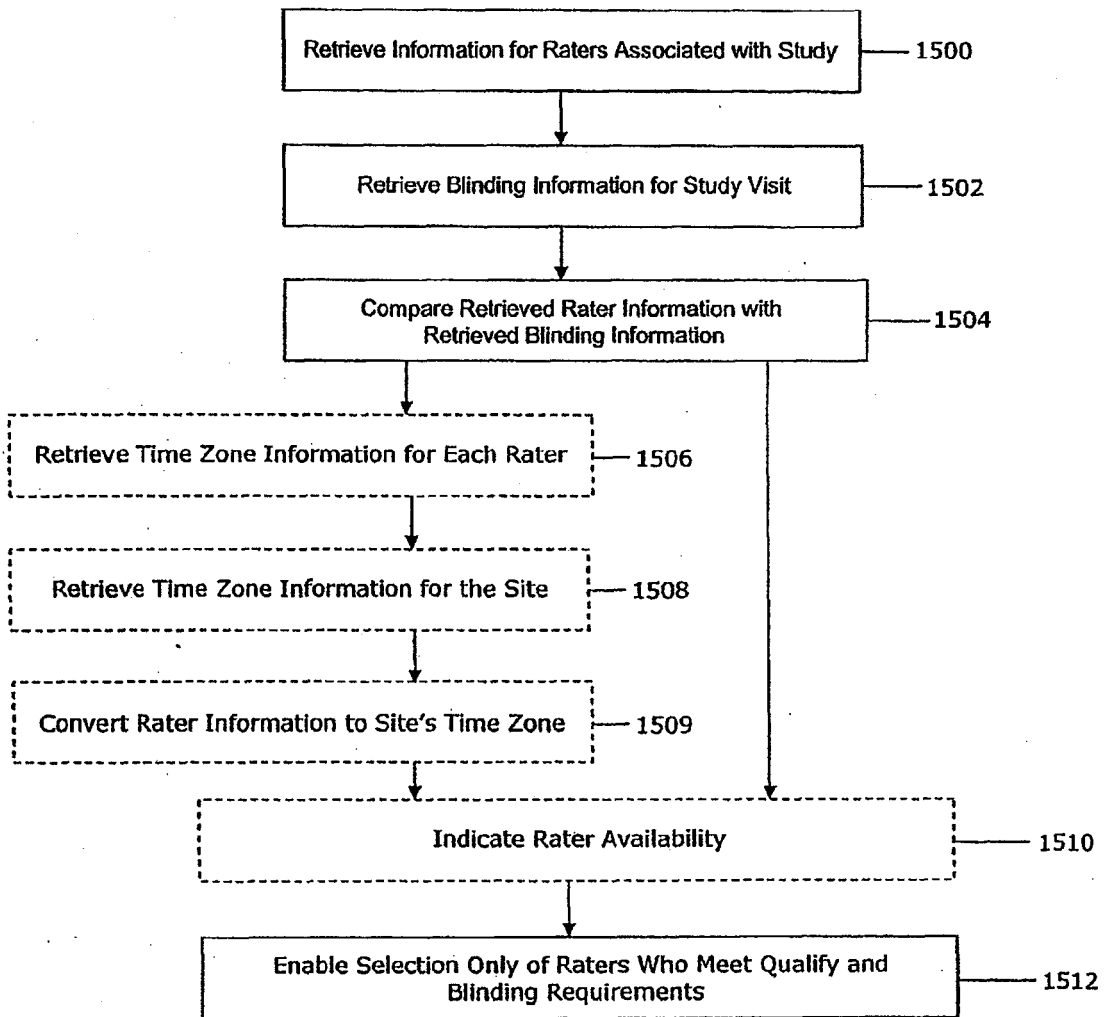 Retrieve Information for Raters Associated with Study
1500
Retrieve Blinding Information for Study Visit
1502
Compare Retrieved Rater Information with
Retrieved Blinding Information
1504
Retrieve Time Zone Information for Each Rater
1506
Retrieve Time Zone Information for the Site
1508
Convert Rater Information to Site's Time Zone
1509
Indicate Rater Availability
1510
Enable Selection Only of Raters Who Meet Qualify and
Blinding Requirements
1512